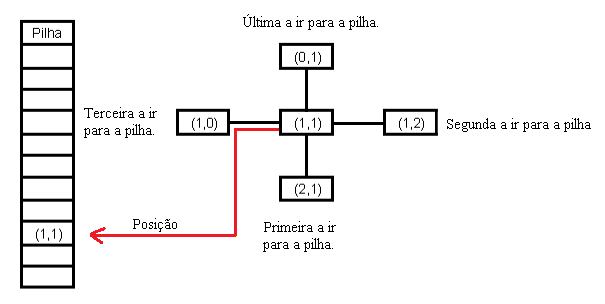 Última a ir para a pilha.
Pilha
(0,1)
Terceira a ir
para a pilha.
(1,0)
(1,1)
(1,2)
Segunda a ir para a pilha
(2,1)
Posição
(1,1)
Primeira a ir
para a pilha.